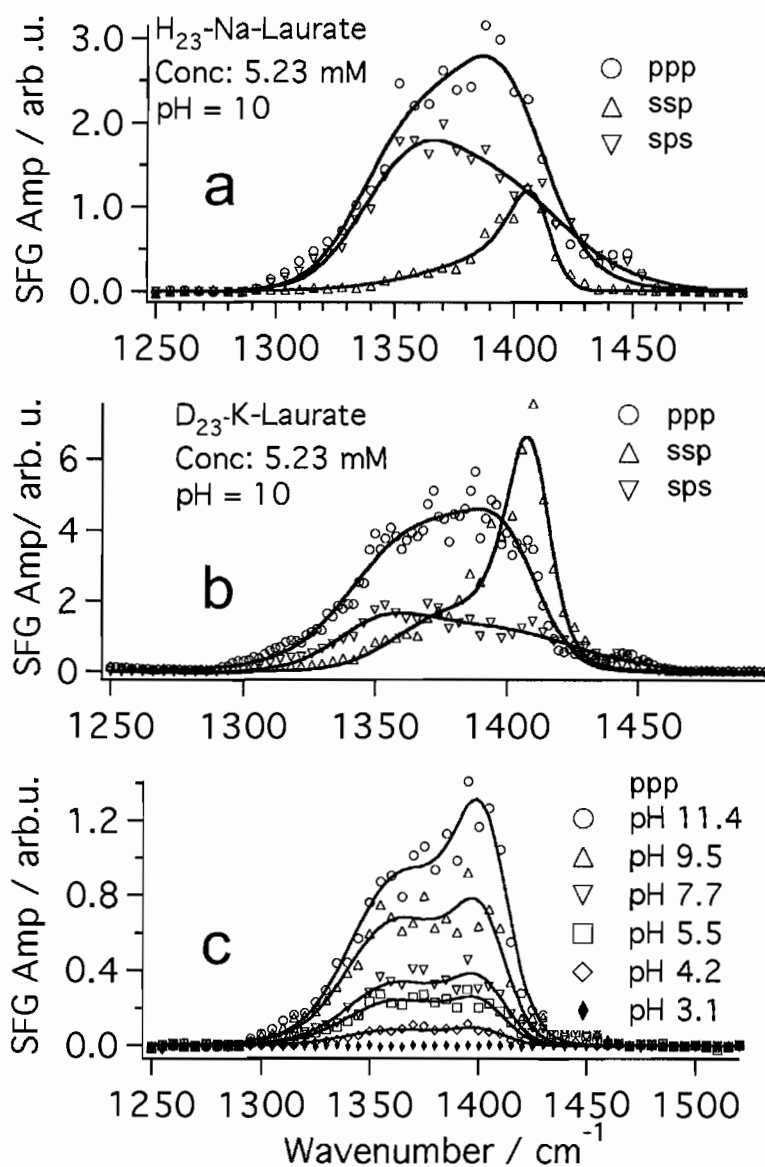 H₂₃-Na-Laurate
Conc: 5.23 mM
pH = 10
ppp
ssp
sps
a
SFG Amp / arb .u.
3.0
2.0
1.0
0.0
1250 1300 1350 1400 1450
D₂₃-K-Laurate
Conc: 5.23 mM
pH = 10
ppp
ssp
sps
b
SFG Amp/ arb. u.
6
4
2
0
1250 1300 1350 1400 1450
ppp
pH 11.4
pH 9.5
pH 7.7
pH 5.5
pH 4.2
pH 3.1
c
SFG Amp / arb.u.
1.2
0.8
0.4
0.0
1250 1300 1350 1400 1450 1500
Wavenumber / cm⁻¹